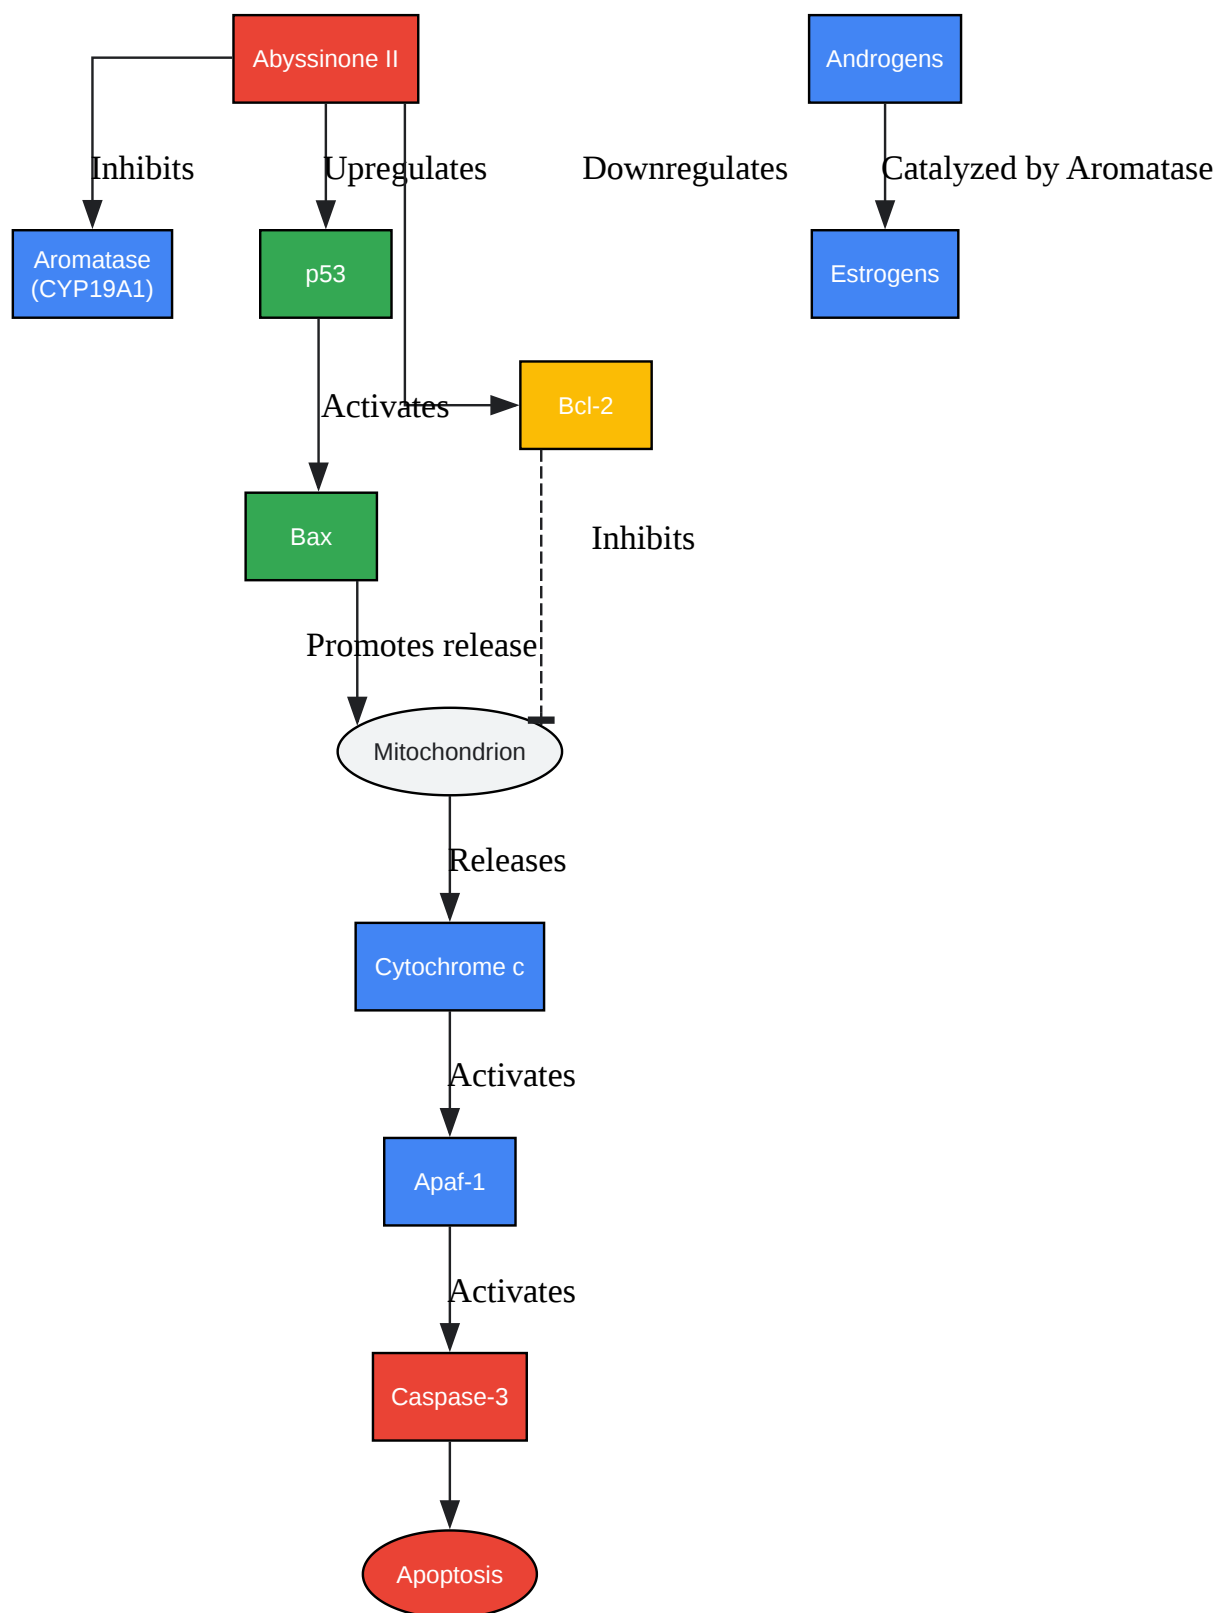 Abyssinone II
Androgens
Inhibits
Upregulates
Downregulates
Catalyzed by Aromatase
Aromatase
(CYP19A1)
p53
Estrogens
Activates
Bcl-2
Bax
Inhibits
Promotes release
Mitochondrion
Releases
Cytochrome c
Activates
Apaf-1
Activates
Caspase-3
Apoptosis